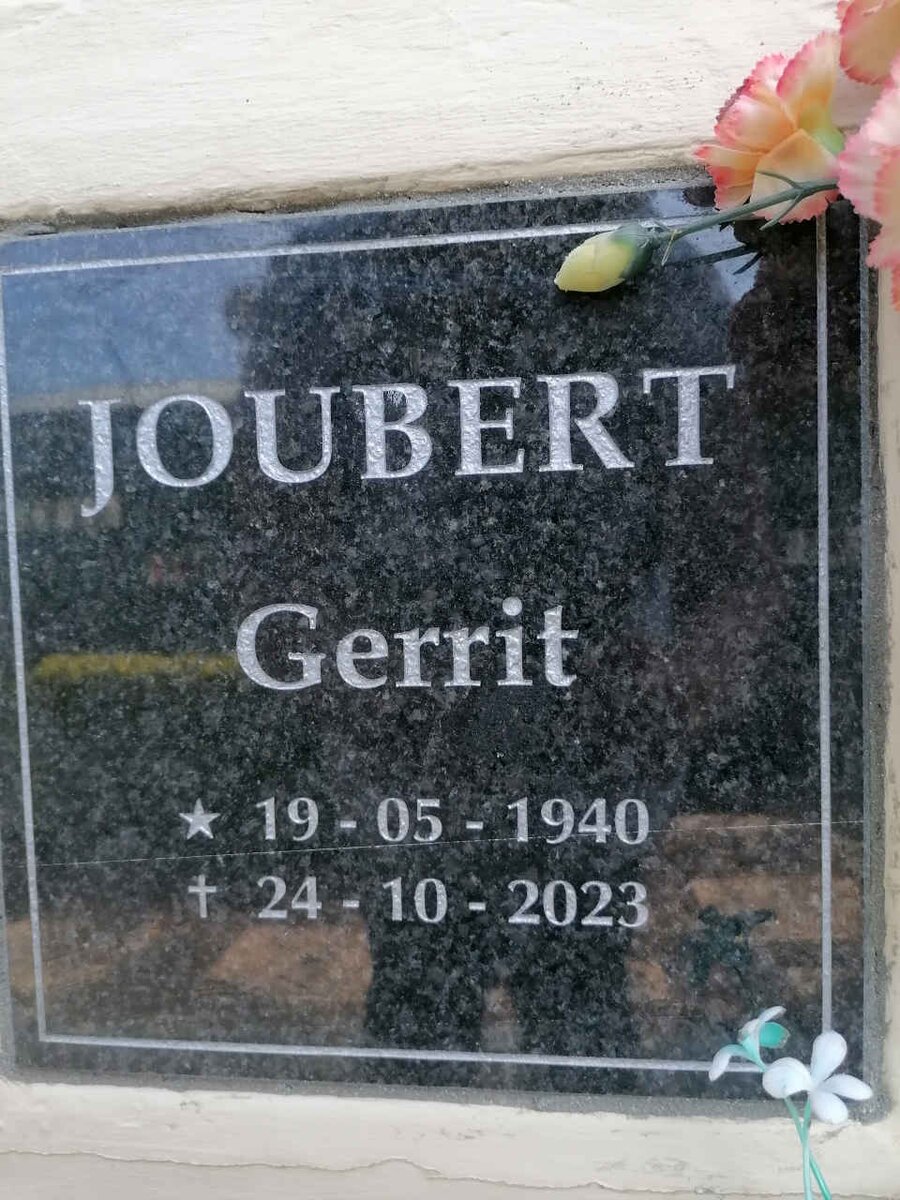 JOUBERT
Gerrit
★ 19 - 05 - 1940
✝ 24 - 10 - 2023